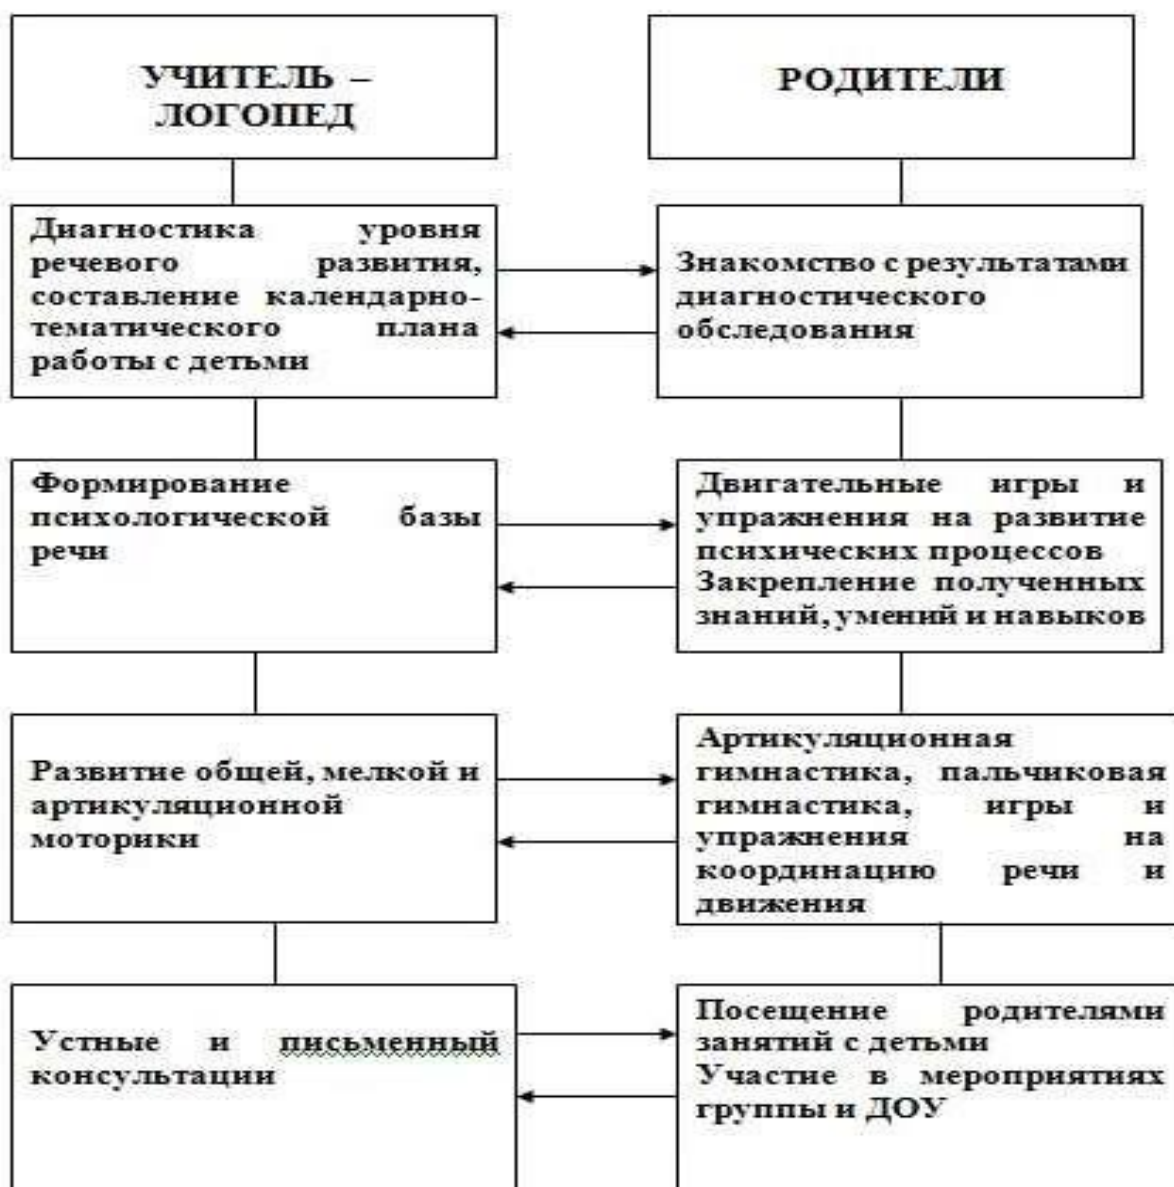 УЧИТЕЛЬ –
ЛОГОПЕД
РОДИТЕЛИ
Диагностика уровня
речевого развития,
составление календарно-
тематического плана
работы с детьми
Знакомство с результатами
диагностического
обследования
Формирование
психологической базы
речи
Двигательные игры и
упражнения на развитие
психических процессов
Закрепление полученных
знаний, умений и навыков
Развитие общей, мелкой и
артикуляционной
моторики
Артикуляционная
гимнастика, пальчиковая
гимнастика, игры и
упражнения на
координацию речи и
движения
Устные и письменный
консультации
Посещение родителями
занятий с детьми
Участие в мероприятиях
группы и ДОУ